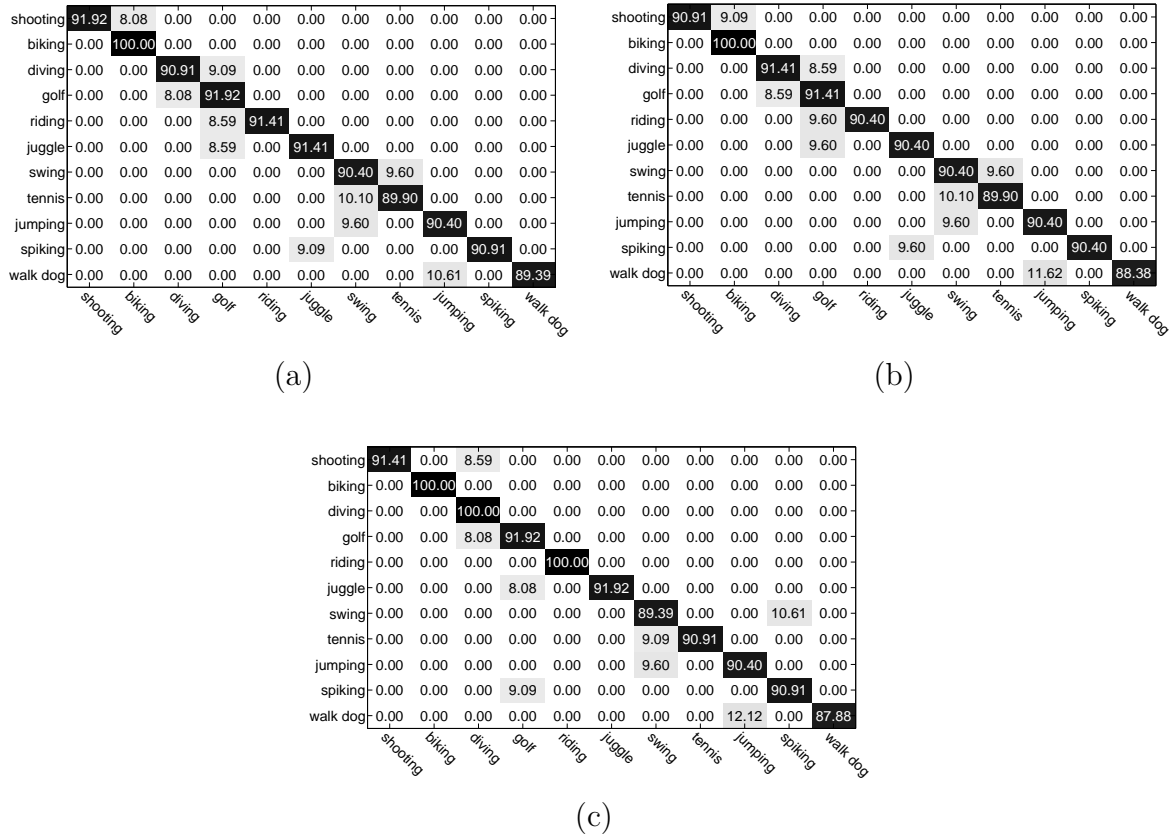 shooting 91.92 8.08 0.00 0.00 0.00 0.00 0.00 0.00 0.00 0.00 0.00
biking 0.00 100.00 0.00 0.00 0.00 0.00 0.00 0.00 0.00 0.00 0.00
diving 0.00 0.00 90.91 9.09 0.00 0.00 0.00 0.00 0.00 0.00 0.00
golf 0.00 0.00 8.08 91.92 0.00 0.00 0.00 0.00 0.00 0.00 0.00
riding 0.00 0.00 0.00 8.59 91.41 0.00 0.00 0.00 0.00 0.00 0.00
juggle 0.00 0.00 0.00 8.59 0.00 91.41 0.00 0.00 0.00 0.00 0.00
swing 0.00 0.00 0.00 0.00 0.00 0.00 90.40 9.60 0.00 0.00 0.00
tennis 0.00 0.00 0.00 0.00 0.00 0.00 10.10 89.90 0.00 0.00 0.00
jumping 0.00 0.00 0.00 0.00 0.00 0.00 9.60 0.00 90.40 0.00 0.00
spiking 0.00 0.00 0.00 0.00 0.00 9.09 0.00 0.00 0.00 90.91 0.00
walk dog 0.00 0.00 0.00 0.00 0.00 0.00 0.00 0.00 10.61 0.00 89.39
shooting biking diving golf riding juggle swing tennis jumping spiking walk dog
(a)
shooting 90.91 9.09 0.00 0.00 0.00 0.00 0.00 0.00 0.00 0.00 0.00
biking 0.00 100.00 0.00 0.00 0.00 0.00 0.00 0.00 0.00 0.00 0.00
diving 0.00 0.00 91.41 8.59 0.00 0.00 0.00 0.00 0.00 0.00 0.00
golf 0.00 0.00 8.59 91.41 0.00 0.00 0.00 0.00 0.00 0.00 0.00
riding 0.00 0.00 0.00 9.60 90.40 0.00 0.00 0.00 0.00 0.00 0.00
juggle 0.00 0.00 0.00 9.60 0.00 90.40 0.00 0.00 0.00 0.00 0.00
swing 0.00 0.00 0.00 0.00 0.00 0.00 90.40 9.60 0.00 0.00 0.00
tennis 0.00 0.00 0.00 0.00 0.00 0.00 10.10 89.90 0.00 0.00 0.00
jumping 0.00 0.00 0.00 0.00 0.00 0.00 9.60 0.00 90.40 0.00 0.00
spiking 0.00 0.00 0.00 0.00 0.00 9.60 0.00 0.00 0.00 90.40 0.00
walk dog 0.00 0.00 0.00 0.00 0.00 0.00 0.00 0.00 11.62 0.00 88.38
shooting biking diving golf riding juggle swing tennis jumping spiking walk dog
(b)
shooting 91.41 0.00 8.59 0.00 0.00 0.00 0.00 0.00 0.00 0.00 0.00
biking 0.00 100.00 0.00 0.00 0.00 0.00 0.00 0.00 0.00 0.00 0.00
diving 0.00 0.00 100.00 0.00 0.00 0.00 0.00 0.00 0.00 0.00 0.00
golf 0.00 0.00 8.08 91.92 0.00 0.00 0.00 0.00 0.00 0.00 0.00
riding 0.00 0.00 0.00 0.00 100.00 0.00 0.00 0.00 0.00 0.00 0.00
juggle 0.00 0.00 0.00 8.08 0.00 91.92 0.00 0.00 0.00 0.00 0.00
swing 0.00 0.00 0.00 0.00 0.00 0.00 89.39 0.00 0.00 10.61 0.00
tennis 0.00 0.00 0.00 0.00 0.00 0.00 9.09 90.91 0.00 0.00 0.00
jumping 0.00 0.00 0.00 0.00 0.00 0.00 9.60 0.00 90.40 0.00 0.00
spiking 0.00 0.00 0.00 9.09 0.00 0.00 0.00 0.00 0.00 90.91 0.00
walk dog 0.00 0.00 0.00 0.00 0.00 0.00 0.00 0.00 12.12 0.00 87.88
shooting biking diving golf riding juggle swing tennis jumping spiking walk dog
(c)